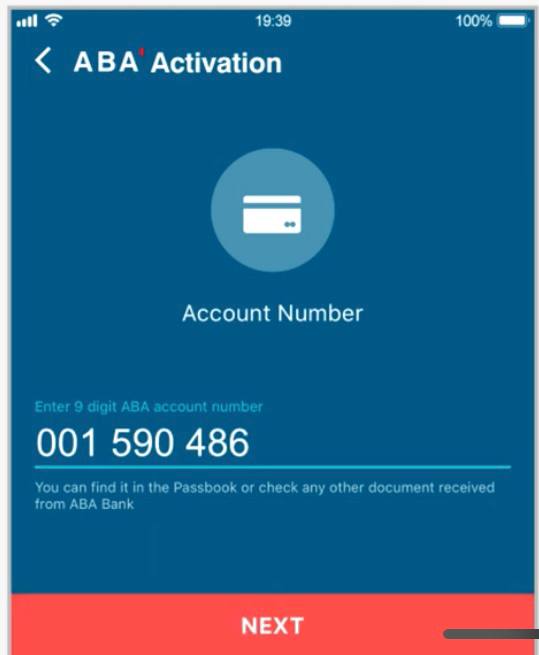 19:39
100%
ABA' Activation
Account Number
Enter 9 digit ABA account number
001 590 486
You can find it in the Passbook or check any other document received
from ABA Bank
NEXT